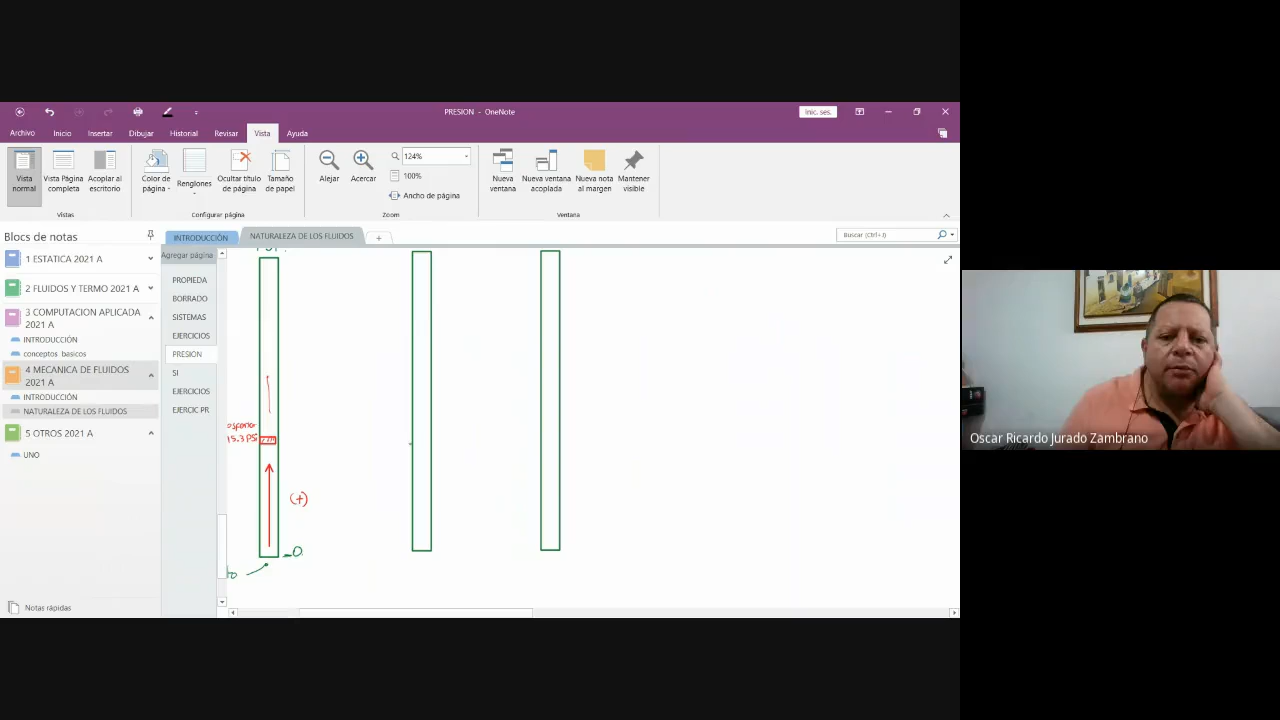 PRESION - OneNote
Inic. ses.
Archivo Inicio Insertar Dibujar Historial Revisar Vista Ayuda
Vista normal
Vista Página completa
Acoplar al escritorio
Vistas
Color de página
Renglones
Ocultar título de página
Tamaño de papel
Configurar página
Alejar
Acercar
124%
100%
Ancho de página
Zoom
Nueva ventana
Nueva ventana acoplada
Nueva nota al margen
Mantener visible
Ventana
Blocs de notas
INTRODUCCIÓN
NATURALEZA DE LOS FLUIDOS
Buscar (Ctrl+J)
1 ESTATICA 2021 A
2 FLUIDOS Y TERMO 2021 A
3 COMPUTACION APLICADA 2021 A
INTRODUCCIÓN
conceptos basicos
4 MECANICA DE FLUIDOS 2021 A
INTRODUCCIÓN
NATURALEZA DE LOS FLUIDOS
5 OTROS 2021 A
UNO
Notas rápidas
Agregar página
PROPIEDA
BORRADO
SISTEMAS
EJERCICIOS
PRESION
SI
EJERCICIOS
EJERCIC PR
15.3 PSI
(+)
0
Oscar Ricardo Jurado Zambrano